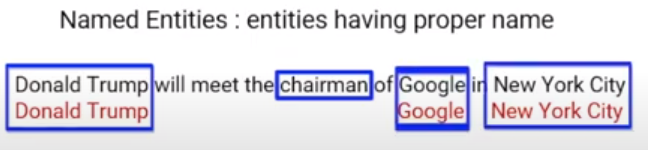 Named Entities : entities having proper name
Donald Trump will meet the chairman of Google in New York City
Donald Trump Google New York City